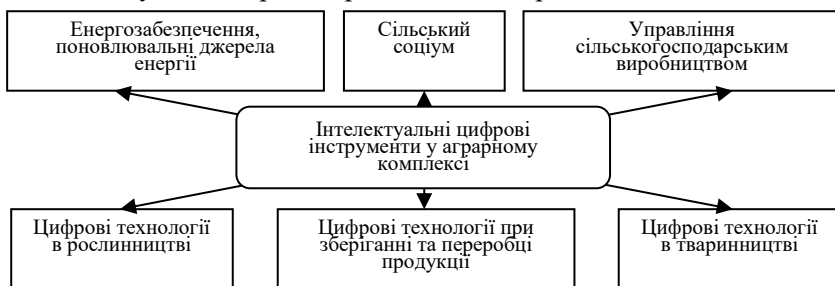 Енергозабезпечення,
поновлювальні джерела
енергії
Сільський
соціум
Управління
сільськогосподарським
виробництвом
Інтелектуальні цифрові
інструменти у аграрному
комплексі
Цифрові технології
в рослинництві
Цифрові технології при
зберіганні та переробці
продукції
Цифрові технології
в тваринництві